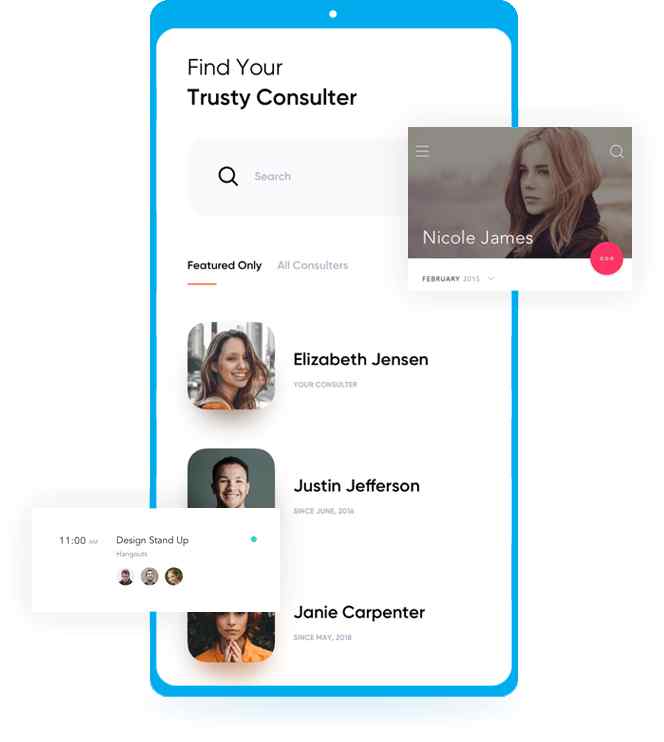 Find Your
Trusty Consulter
Search
Nicole James
FEBRUARY 2015
Featured Only
All Consulters
Elizabeth Jensen
YOUR CONSULTER
Justin Jefferson
SINCE JUNE, 2016
11:00 AM
Design Stand Up
Hangouts
Janie Carpenter
SINCE MAY, 2018